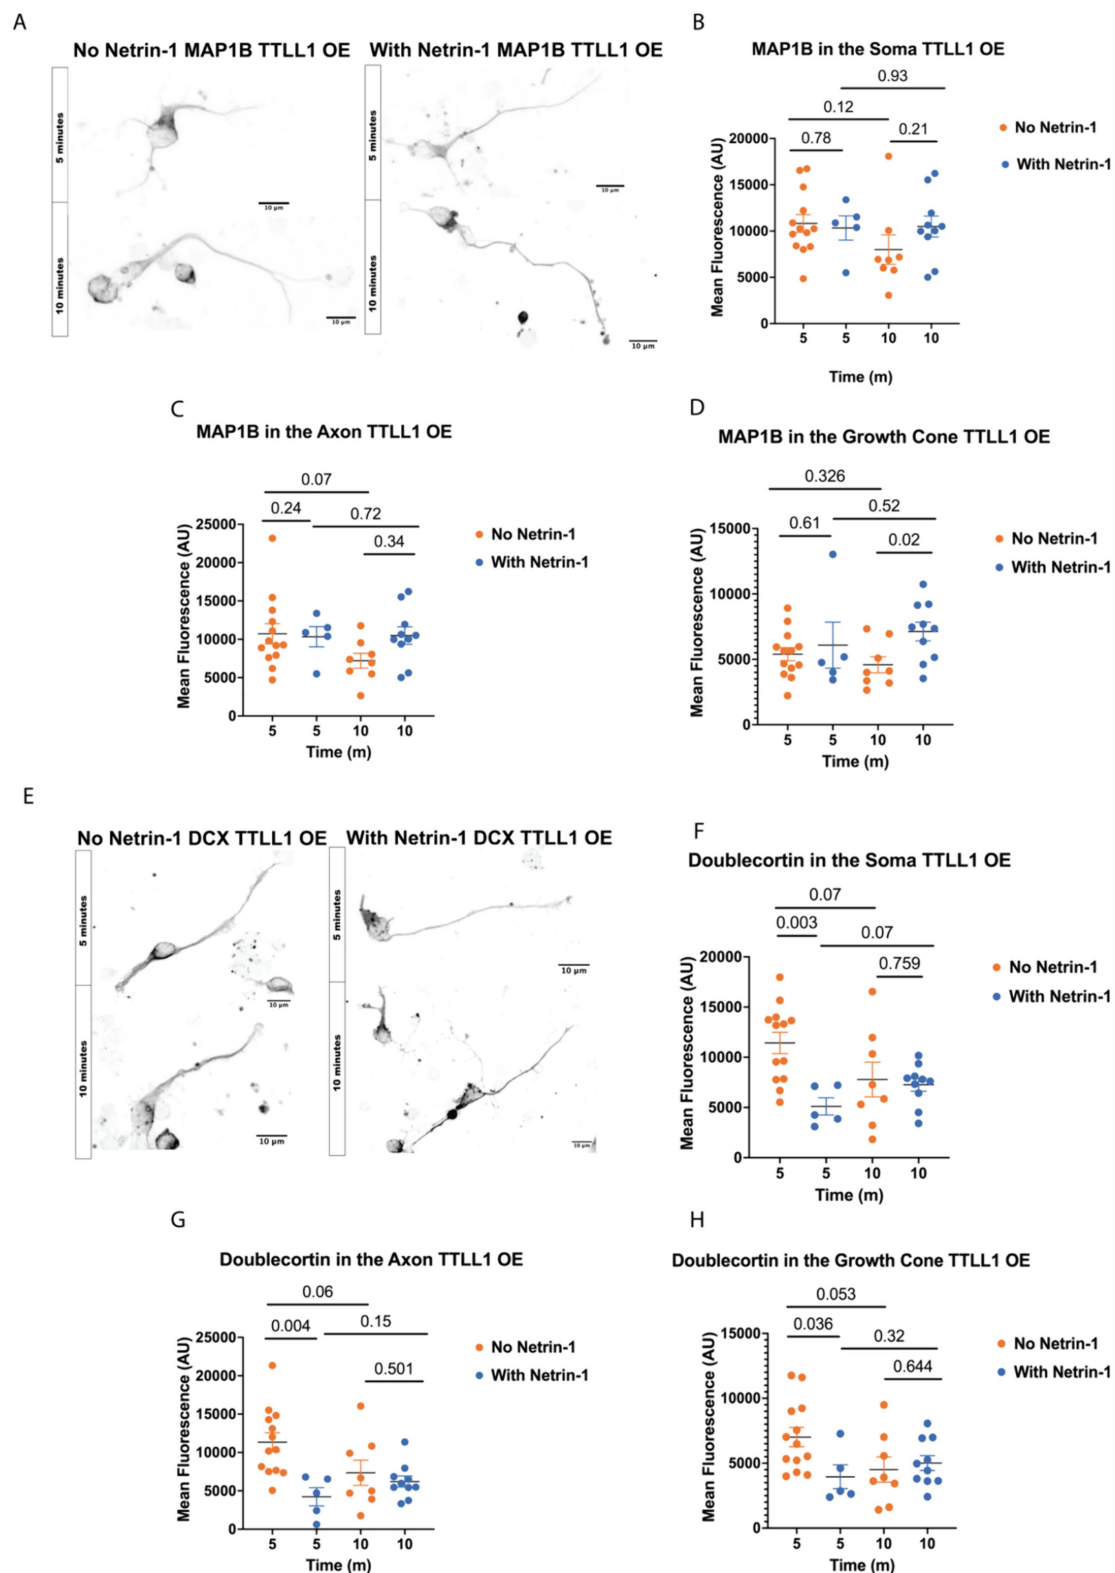 A
No Netrin-1 MAP1B TTLL1 OE
With Netrin-1 MAP1B TTLL1 OE
5 minutes
10 minutes
10 μm
10 μm
5 minutes
10 minutes
10 μm
10 μm
B
MAP1B in the Soma TTLL1 OE
0.93
0.12
0.78
0.21
No Netrin-1
With Netrin-1
Mean Fluorescence (AU)
20000
15000
10000
5000
0
5 5 10 10
Time (m)
C
MAP1B in the Axon TTLL1 OE
0.07
0.24
0.72
0.34
No Netrin-1
With Netrin-1
Mean Fluorescence (AU)
25000
20000
15000
10000
5000
0
5 5 10 10
Time (m)
D
MAP1B in the Growth Cone TTLL1 OE
0.326
0.52
0.61
0.02
No Netrin-1
With Netrin-1
Mean Fluorescence (AU)
15000
10000
5000
0
5 5 10 10
Time (m)
E
No Netrin-1 DCX TTLL1 OE
With Netrin-1 DCX TTLL1 OE
5 minutes
10 minutes
10 μm
10 μm
5 minutes
10 minutes
10 μm
10 μm
F
Doublecortin in the Soma TTLL1 OE
0.07
0.003
0.07
0.759
No Netrin-1
With Netrin-1
Mean Fluorescence (AU)
20000
15000
10000
5000
0
5 5 10 10
Time (m)
G
Doublecortin in the Axon TTLL1 OE
0.06
0.004
0.15
0.501
No Netrin-1
With Netrin-1
Mean Fluorescence (AU)
25000
20000
15000
10000
5000
0
5 5 10 10
Time (m)
H
Doublecortin in the Growth Cone TTLL1 OE
0.053
0.036
0.32
0.644
No Netrin-1
With Netrin-1
Mean Fluorescence (AU)
15000
10000
5000
0
5 5 10 10
Time (m)